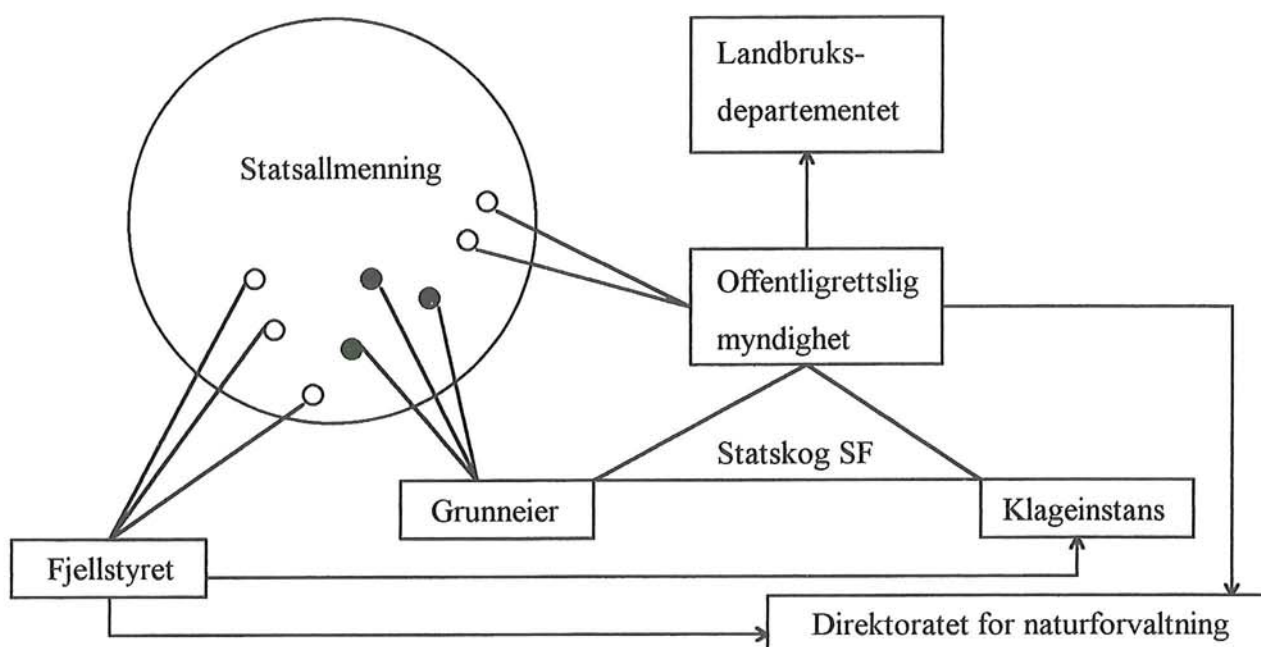 Landbruks-
departementet
Statsallmenning
Offentligrettslig
myndighet
Statskog SF
Grunneier
Klageinstans
Fjellstyret
Direktoratet for naturforvaltning